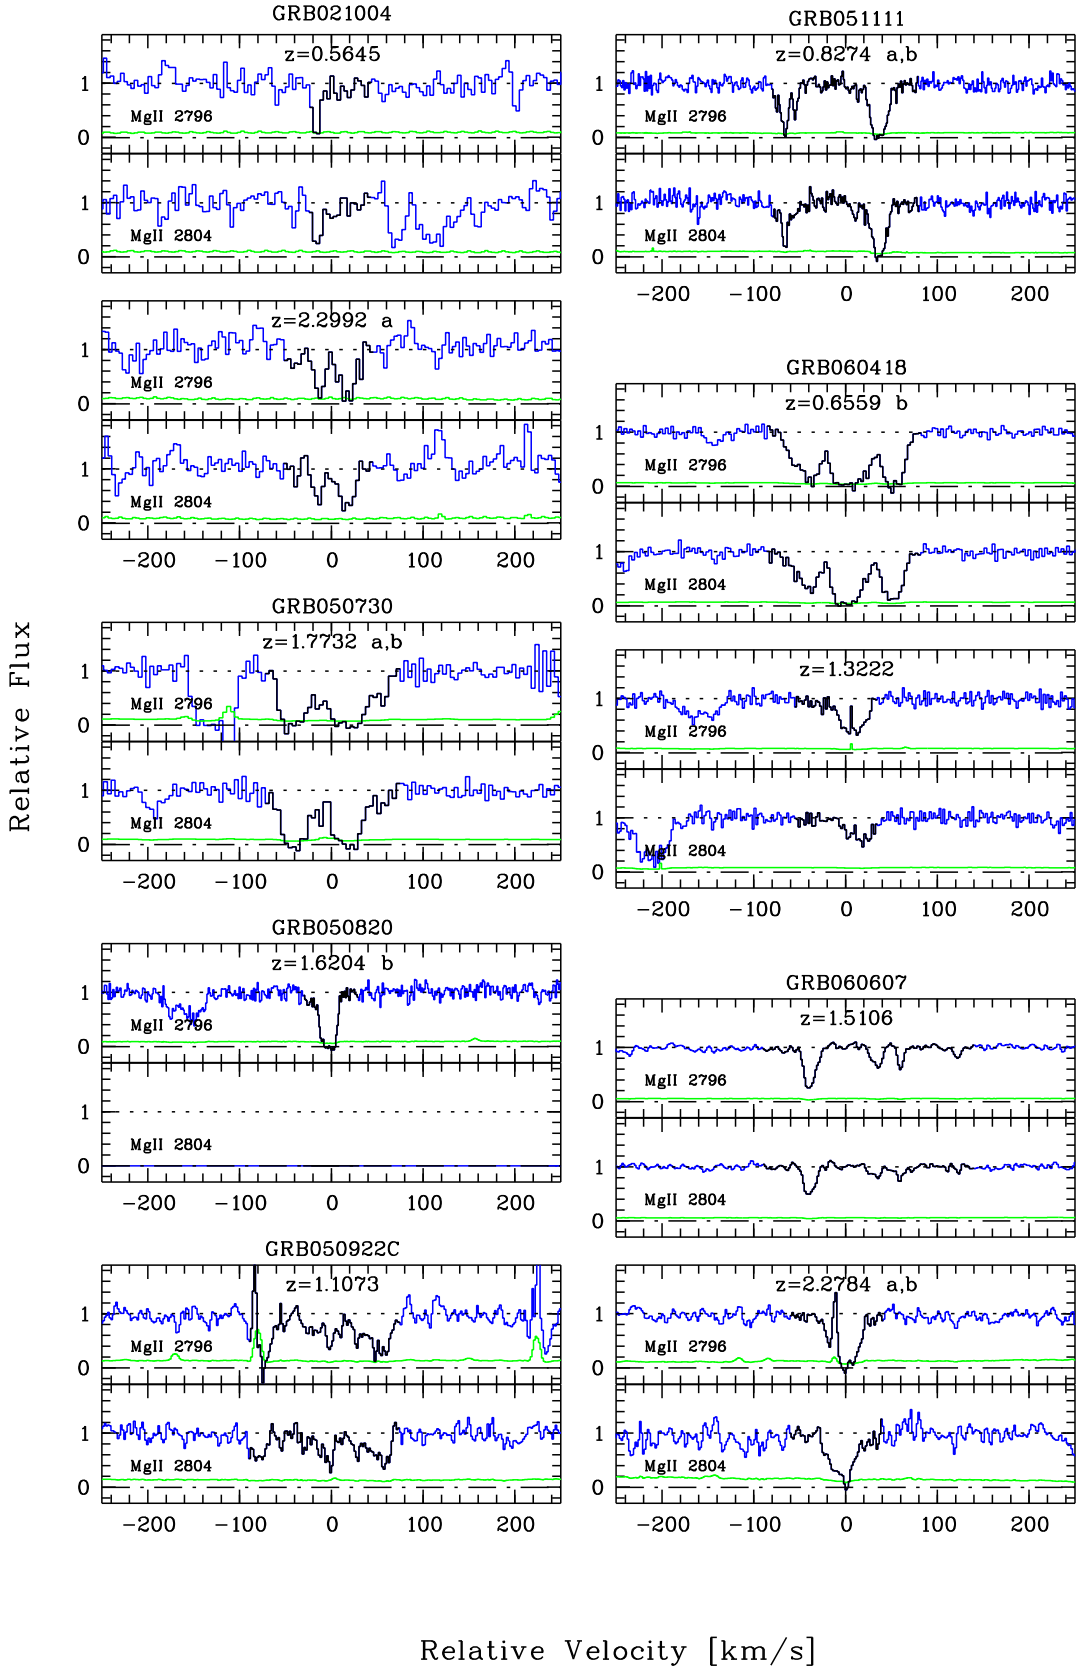 GRB021004
z=0.5645
1
MgII 2796
0
1
MgII 2804
0
z=2.2992 a
1
MgII 2796
0
1
MgII 2804
0
−200 −100 0 100 200
GRB050730
z=1.7732 a,b
1
MgII 2796
0
1
MgII 2804
0
−200 −100 0 100 200
GRB050820
z=1.6204 b
1
MgII 2796
0
1
MgII 2804
0
−200 −100 0 100 200
GRB050922C
z=1.1073
1
MgII 2796
0
1
MgII 2804
0
−200 −100 0 100 200
GRB051111
z=0.8274 a,b
1
MgII 2796
0
1
MgII 2804
0
−200 −100 0 100 200
GRB060418
z=0.6559 b
1
MgII 2796
0
1
MgII 2804
0
z=1.3222
1
MgII 2796
0
1
MgII 2804
0
−200 −100 0 100 200
GRB060607
z=1.5106
1
MgII 2796
0
1
MgII 2804
0
z=2.2784 a,b
1
MgII 2796
0
1
MgII 2804
0
−200 −100 0 100 200
Relative Flux
Relative Velocity [km/s]